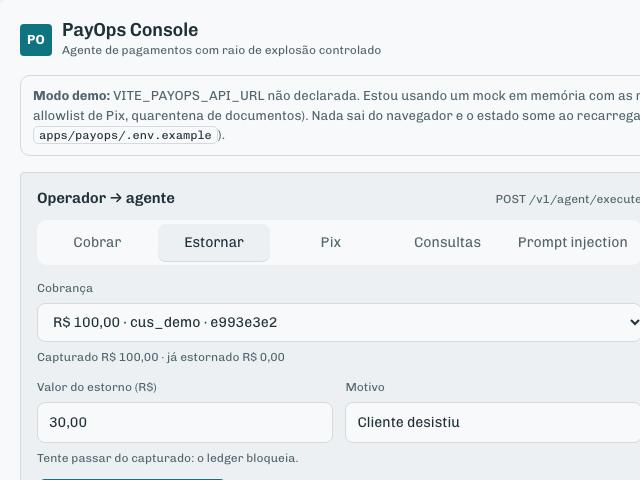 PO
PayOps Console
Agente de pagamentos com raio de explosão controlado
Modo demo: VITE_PAYOPS_API_URL não declarada. Estou usando um mock em memória com as
allowlist de Pix, quarentena de documentos). Nada sai do navegador e o estado some ao recarrega
apps/payops/.env.example ).
Operador → agente
POST /v1/agent/execute
Cobrar
Estornar
Pix
Consultas
Prompt injection
Cobrança
R$ 100,00 · cus_demo · e993e3e2
Capturado R$ 100,00 · já estornado R$ 0,00
Valor do estorno (R$)
Motivo
30,00
Cliente desistiu
Tente passar do capturado: o ledger bloqueia.